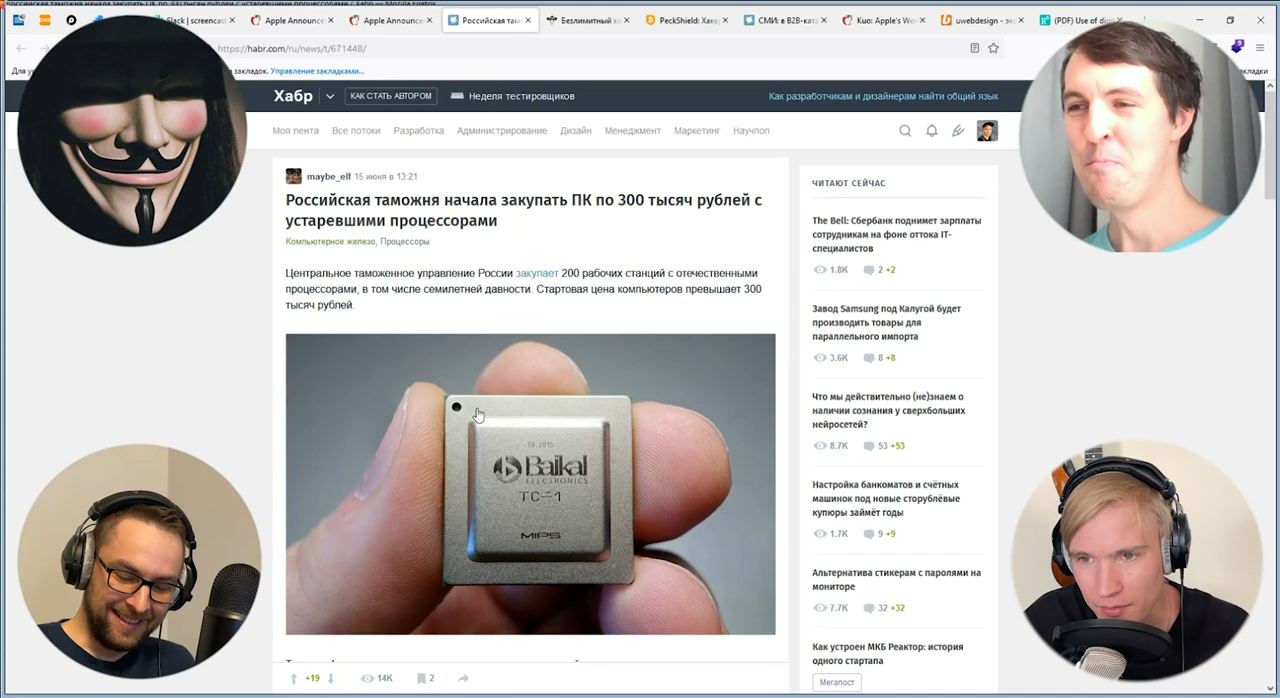 Slack | screencast
Apple Announce
Apple Announce
Российская там
Безлимитный хо
PeckShield: Хаке
СМИ: в B2B-ката
Kuo: Apple's Wo
uwebdesign - эк
(PDF) Use of digi
https://habr.com/ru/news/t/671448/
закладок. Управление закладками...
Хабр
КАК СТАТЬ АВТОРОМ
Неделя тестировщиков
Как разработчикам и дизайнерам найти общий язык
Моя лента
Все потоки
Разработка
Администрирование
Дизайн
Менеджмент
Маркетинг
Научпоп
maybe_elf 15 июня в 13:21
Российская таможня начала закупать ПК по 300 тысяч рублей с
устаревшими процессорами
Компьютерное железо, Процессоры
Центральное таможенное управление России закупает 200 рабочих станций с отечественными
процессорами, в том числе семилетней давности. Стартовая цена компьютеров превышает 300
тысяч рублей.
19.2015
Baikal
ELECTRONICS
TC-1
MIPS
+19
14K
2
ЧИТАЮТ СЕЙЧАС
The Bell: Сбербанк поднимет зарплаты
сотрудникам на фоне оттока IT-
специалистов
1.8K 2 +2
Завод Samsung под Калугой будет
производить товары для
параллельного импорта
3.6K 8 +8
Что мы действительно (не)знаем о
наличии сознания у сверхбольших
нейросетей?
8.7K 53 +53
Настройка банкоматов и счётных
машинок под новые сторублёвые
купюры займёт годы
1.7K 9 +9
Альтернатива стикерам с паролями на
мониторе
7.7K 32 +32
Как устроен МКБ Реактор: история
одного стартапа
Мегапост